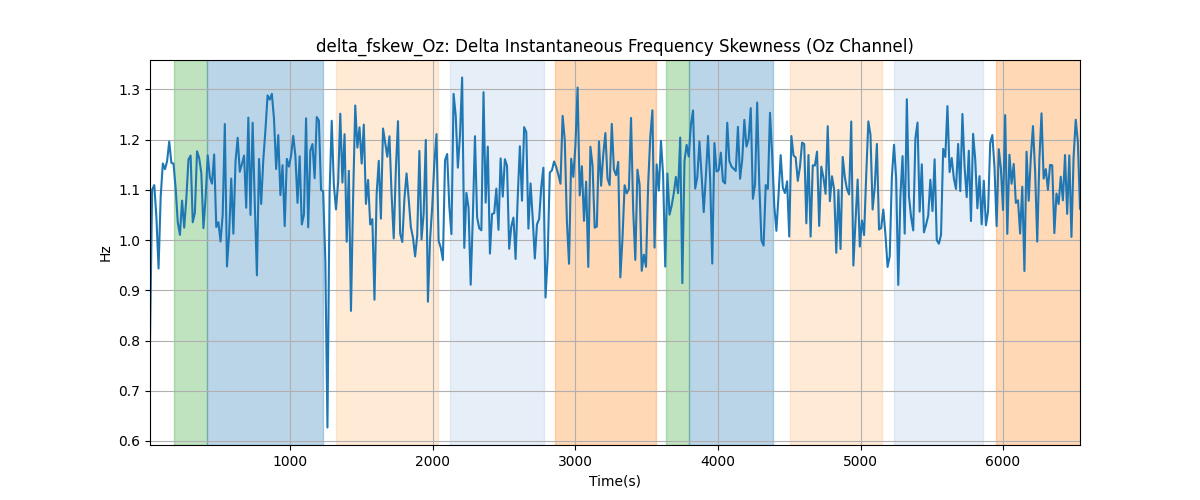 delta_fskew_Oz: Delta Instantaneous Frequency Skewness (Oz Channel)
Hz
1.3
1.2
1.1
1.0
0.9
0.8
0.7
0.6
1000 2000 3000 4000 5000 6000
Time(s)